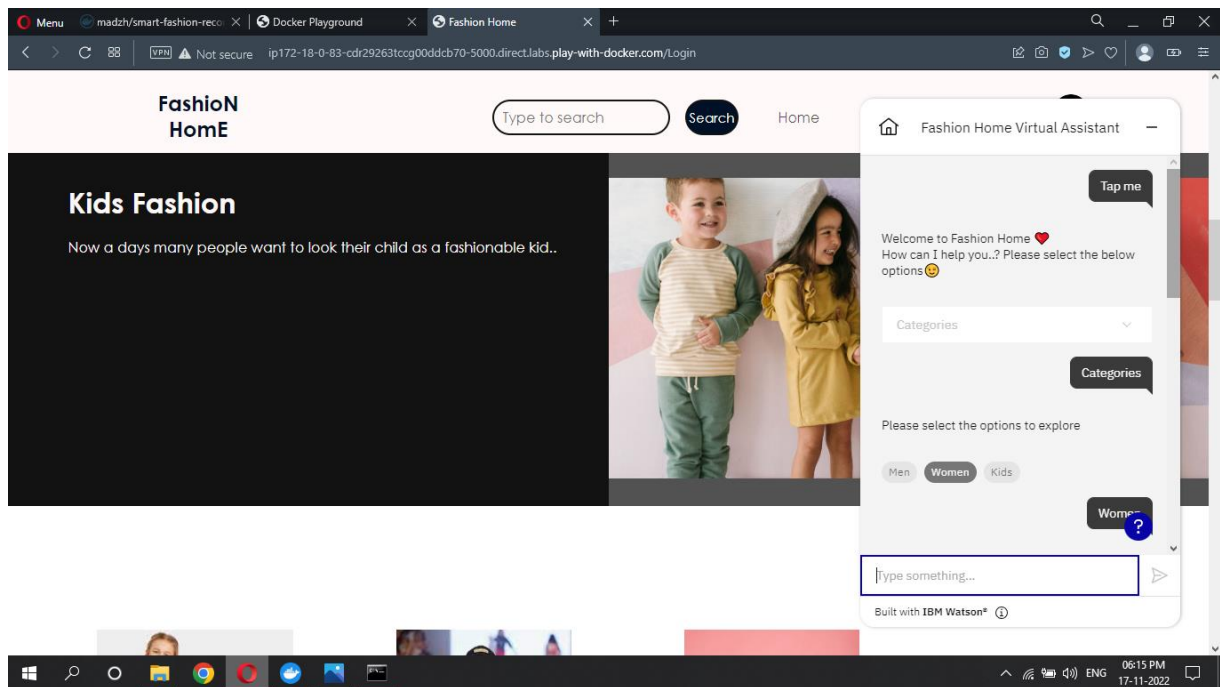 Menu
madzh/smart-fashion-reco
Docker Playground
Fashion Home
VPN
Not secure
ip172-18-0-83-cdr29263tccg00ddcb70-5000.direct.labs.play-with-docker.com/Login
FashioN
HomE
Type to search
Search
Home
Kids Fashion
Now a days many people want to look their child as a fashionable kid..
Fashion Home Virtual Assistant
Tap me
Welcome to Fashion Home ❤️
How can I help you..? Please select the below
options😉
Categories
Categories
Please select the options to explore
Men
Women
Kids
Women
?
Type something...
Built with IBM Watson®
ENG
06:15 PM
17-11-2022